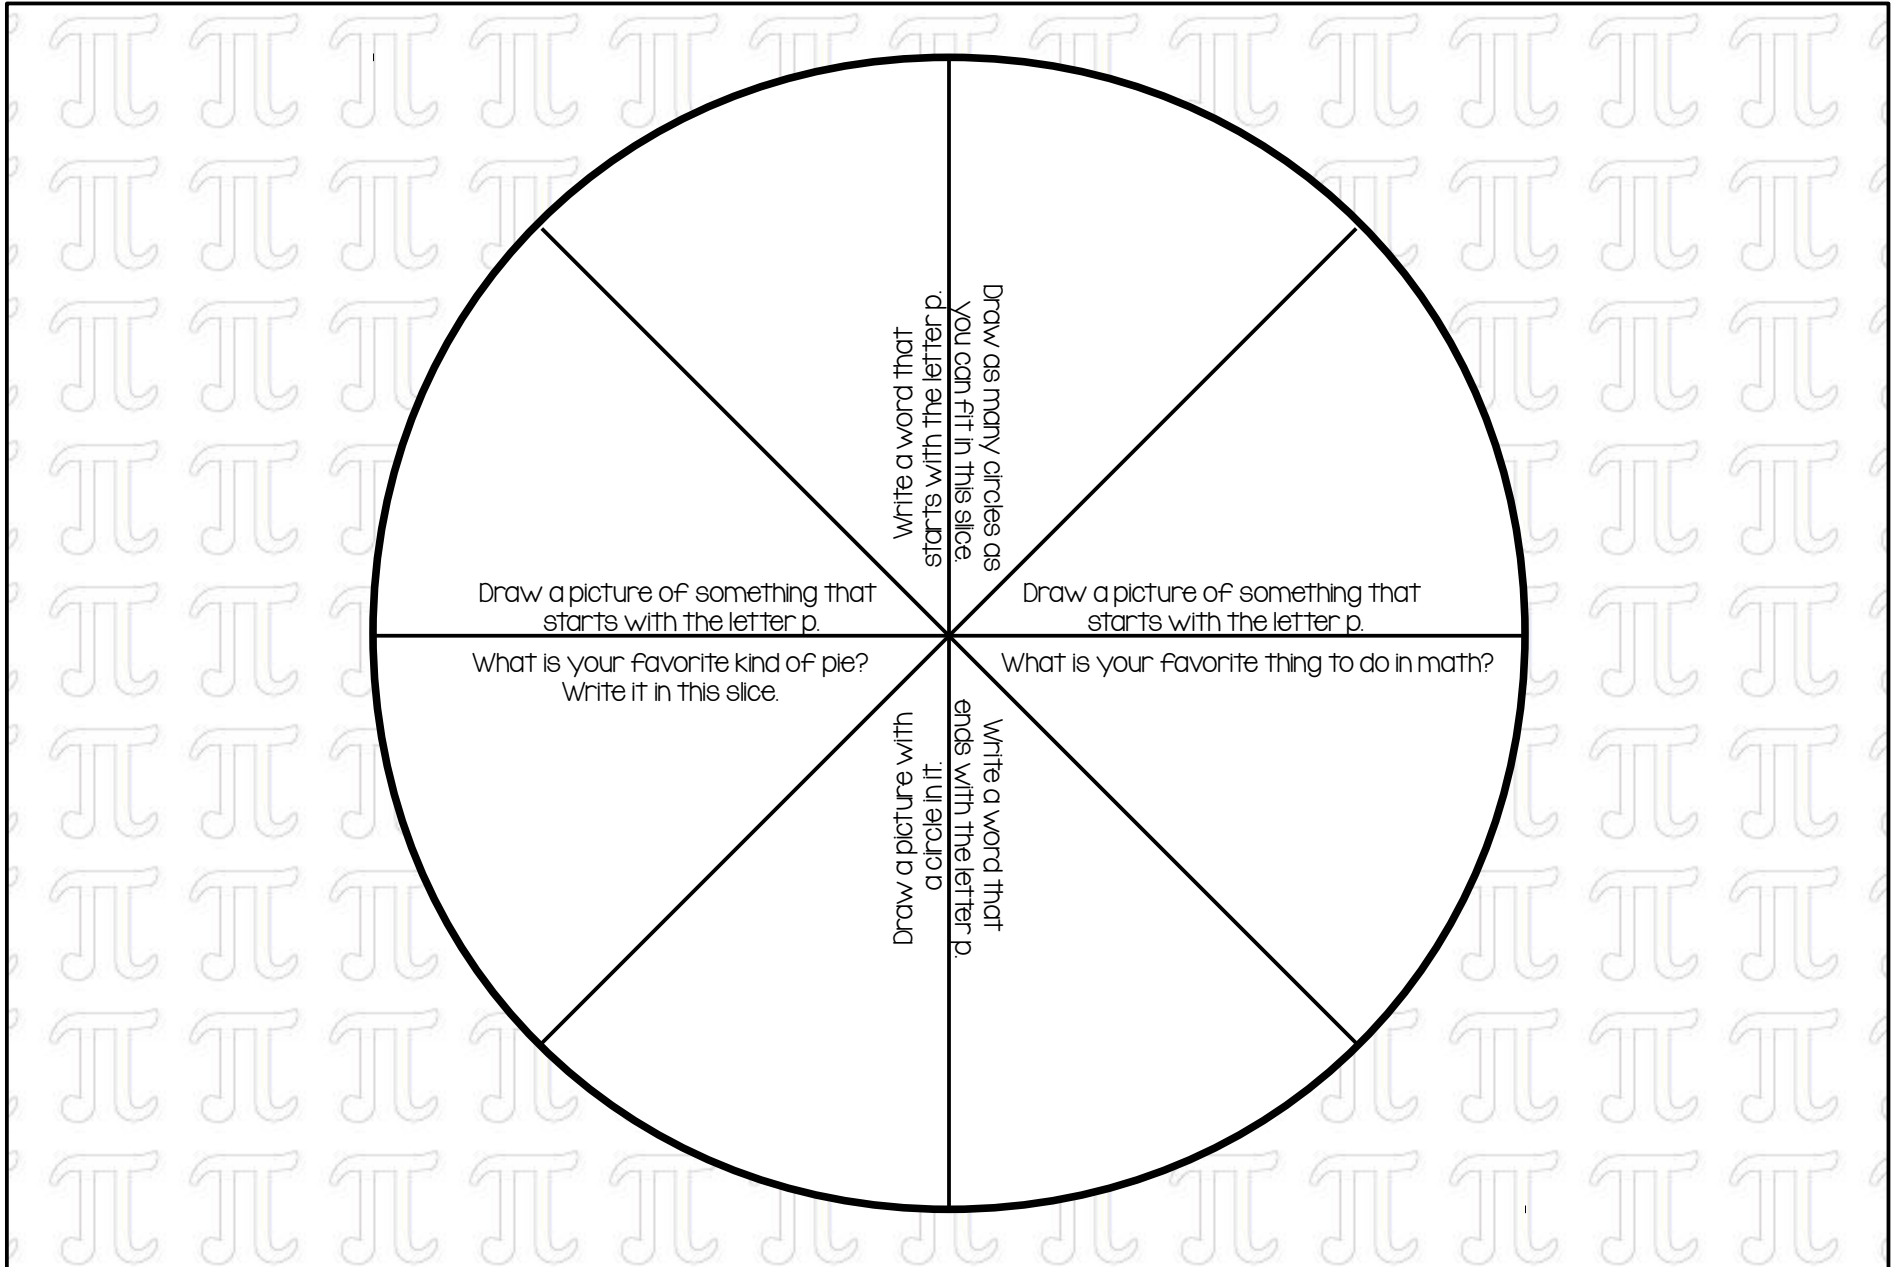 Write a word that
starts with the letter p.
Draw as many circles as
you can fit in this slice.
Draw a picture of something that
starts with the letter p.
Draw a picture of something that
starts with the letter p.
What is your favorite kind of pie?
Write it in this slice.
What is your favorite thing to do in math?
Draw a picture with
a circle in it.
Write a word that
ends with the letter p.